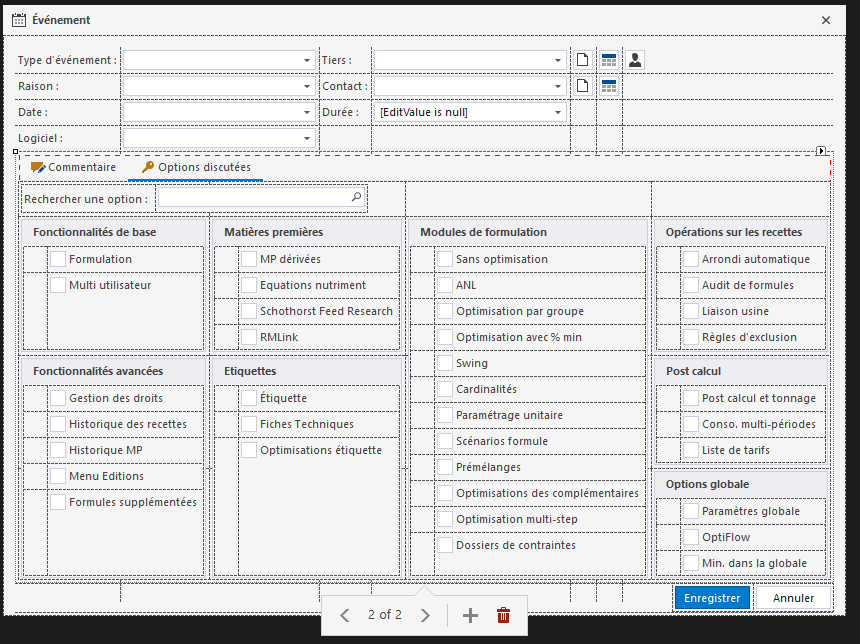 Événement
Type d'événement :
Tiers :
Raison :
Contact :
Date :
Durée :
[EditValue is null]
Logiciel :
Commentaire
Options discutées
Rechercher une option :
Fonctionnalités de base
Formulation
Multi utilisateur
Matières premières
MP dérivées
Equations nutriment
Schothorst Feed Research
RMLink
Modules de formulation
Sans optimisation
ANL
Optimisation par groupe
Optimisation avec % min
Swing
Cardinalités
Paramétrage unitaire
Scénarios formule
Prémélanges
Optimisations des complémentaires
Optimisation multi-step
Dossiers de contraintes
Opérations sur les recettes
Arrondi automatique
Audit de formules
Liaison usine
Règles d'exclusion
Fonctionnalités avancées
Gestion des droits
Historique des recettes
Historique MP
Menu Editions
Formules supplémentées
Etiquettes
Étiquette
Fiches Techniques
Optimisations étiquette
Post calcul
Post calcul et tonnage
Conso. multi-périodes
Liste de tarifs
Options globale
Paramètres globale
OptiFlow
Min. dans la globale
Enregistrer
Annuler
2 of 2